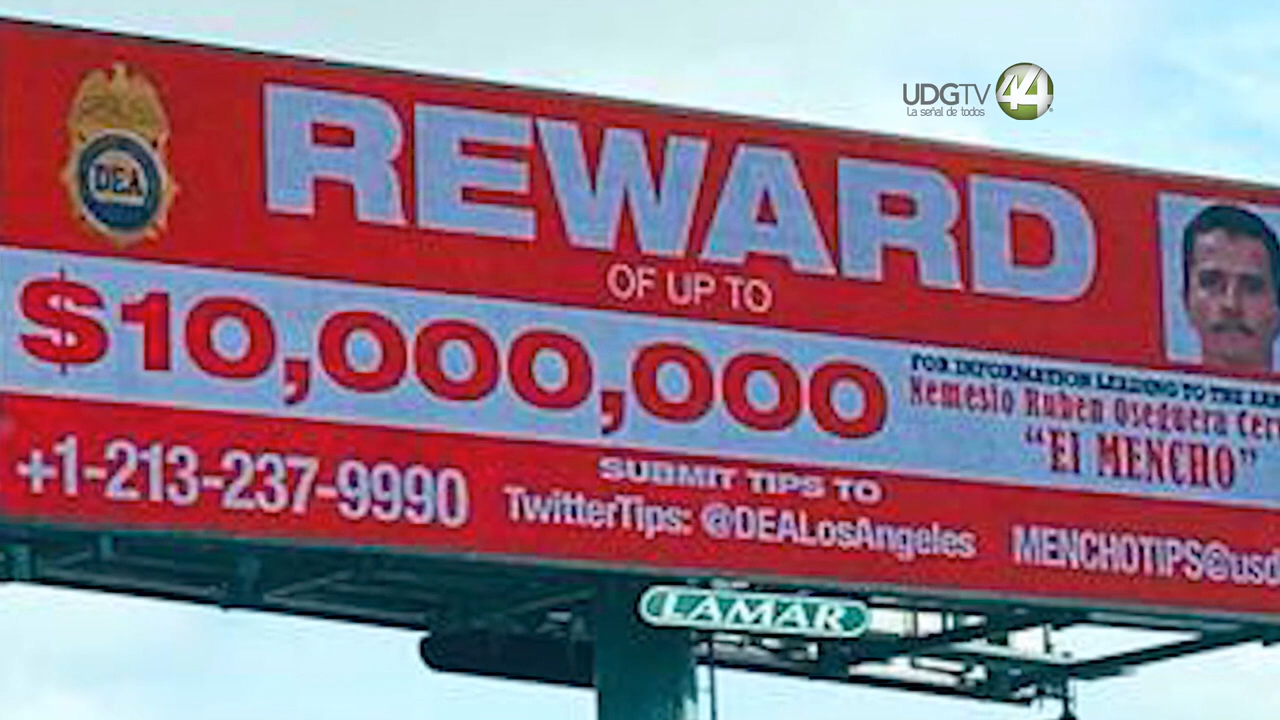 UDGTV 44
La señal de todos
DEA
REWARD
OF UP TO
$10,000,000
FOR INFORMATION LEADING TO THE
Nemesio Ruben Oseguera
"El MENCHO"
+1-213-237-9990
SUBMIT TIPS TO
TwitterTips: @DEALosAngeles
MENCHOTIPS@usd
LAMAR